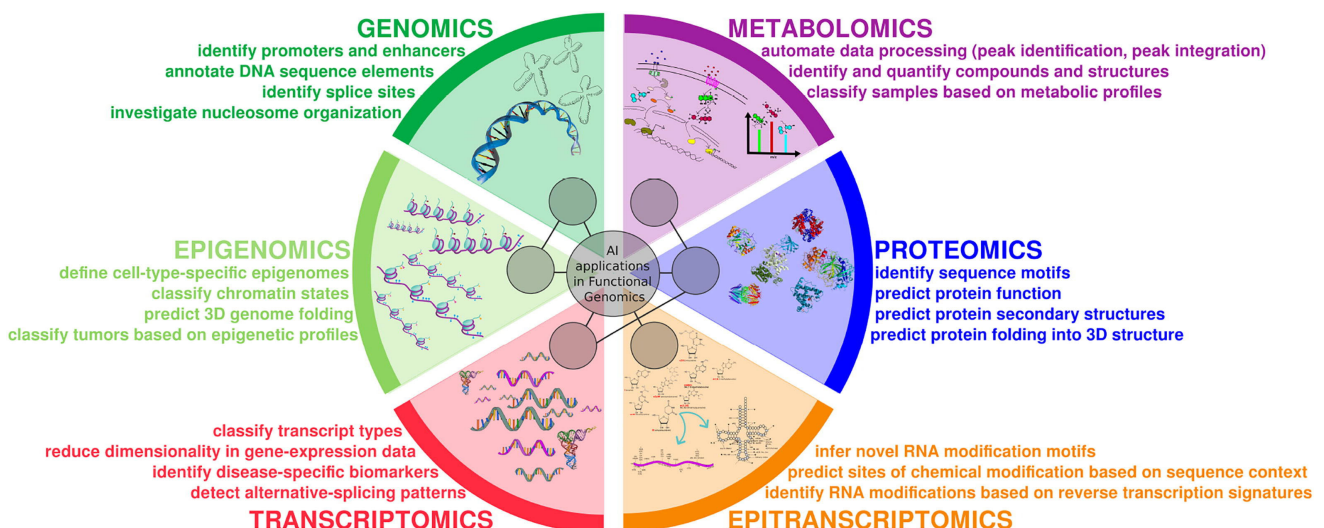 GENOMICS
identify promoters and enhancers
annotate DNA sequence elements
identify splice sites
investigate nucleosome organization
METABOLOMICS
automate data processing (peak identification, peak integration)
identify and quantify compounds and structures
classify samples based on metabolic profiles
EPIGENOMICS
define cell-type-specific epigenomes
classify chromatin states
predict 3D genome folding
classify tumors based on epigenetic profiles
AI
applications
in Functional
Genomics
PROTEOMICS
identify sequence motifs
predict protein function
predict protein secondary structures
predict protein folding into 3D structure
classify transcript types
reduce dimensionality in gene-expression data
identify disease-specific biomarkers
detect alternative-splicing patterns
TRANSCRIPTOMICS
infer novel RNA modification motifs
predict sites of chemical modification based on sequence context
identify RNA modifications based on reverse transcription signatures
EPITRANSCRIPTOMICS